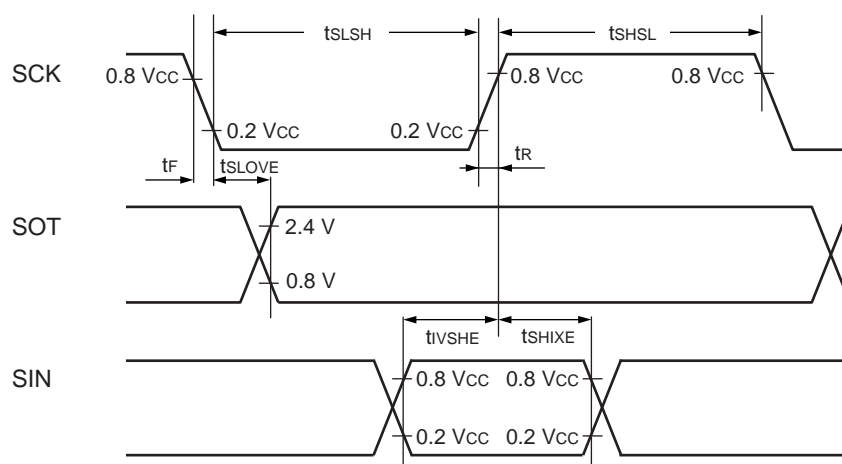 tSLSH
tSHSL
SCK
0.8 VCC
0.8 VCC
0.8 VCC
0.2 VCC
0.2 VCC
tF
tSLOVE
tR
SOT
2.4 V
0.8 V
tIVSHE
tSHIXE
SIN
0.8 VCC
0.8 VCC
0.2 VCC
0.2 VCC